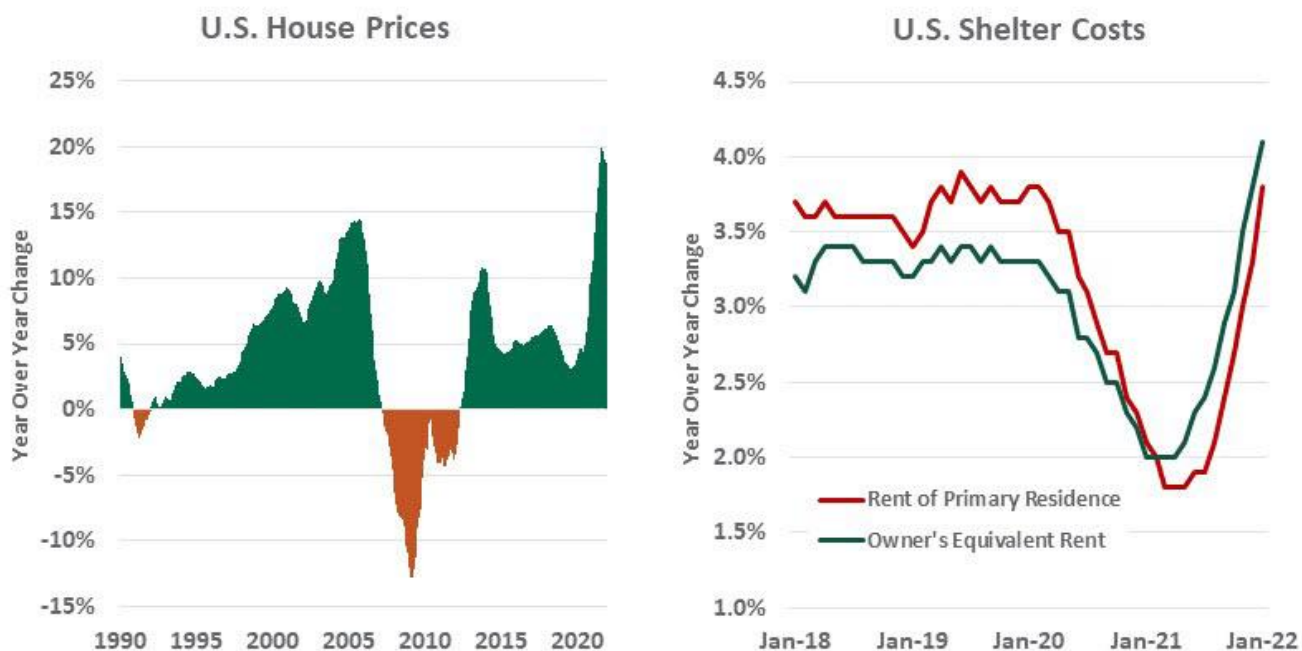 U.S. House Prices
Year Over Year Change
25%
20%
15%
10%
5%
0%
-5%
-10%
-15%
1990 1995 2000 2005 2010 2015 2020
U.S. Shelter Costs
Year Over Year Change
4.5%
4.0%
3.5%
3.0%
2.5%
2.0%
1.5%
1.0%
Rent of Primary Residence
Owner's Equivalent Rent
Jan-18 Jan-19 Jan-20 Jan-21 Jan-22